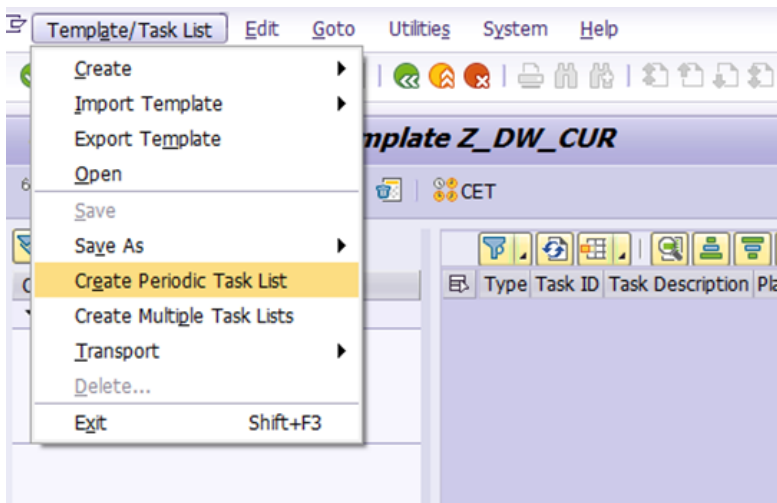 Template/Task List Edit Goto Utilities System Help
Create
Import Template
Export Template
Open
Save
Save As
Create Periodic Task List
Create Multiple Task Lists
Transport
Delete...
Exit Shift+F3
Z_DW_CUR
CET
Type Task ID Task Description